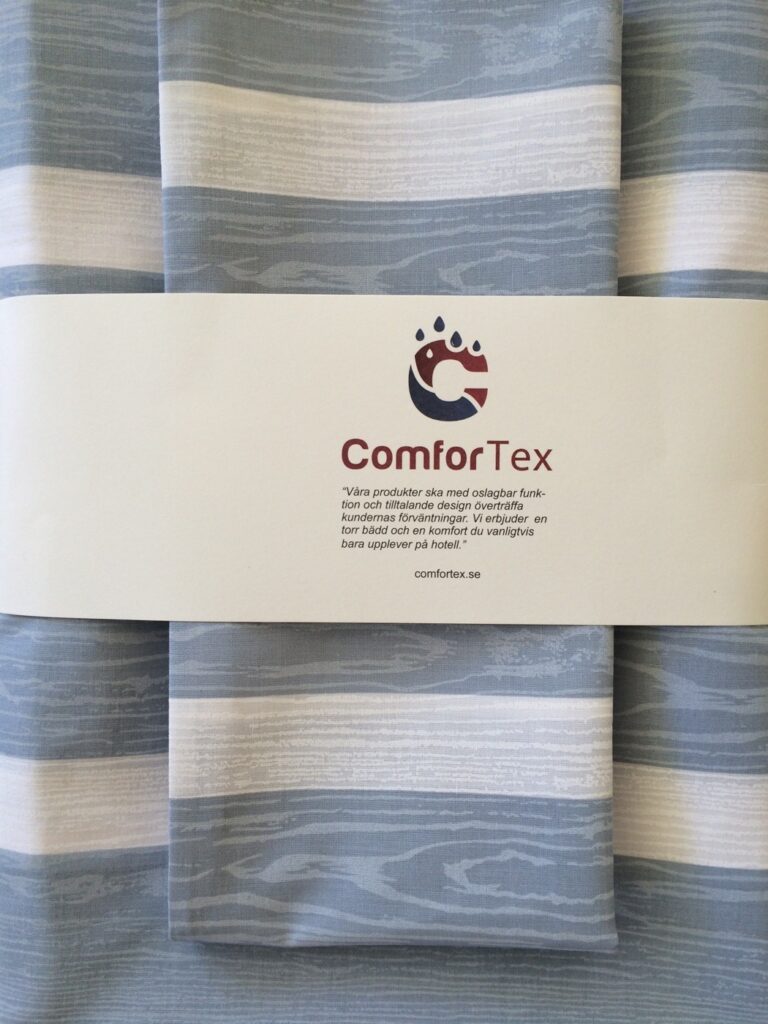 ComforTex
“Våra produkter ska med oslagbar funk-
tion och tilltalande design överträffa
kundernas förväntningar. Vi erbjuder en
torr bädd och en komfort du vanligtvis
bara upplever på hotell.”
comfortex.se